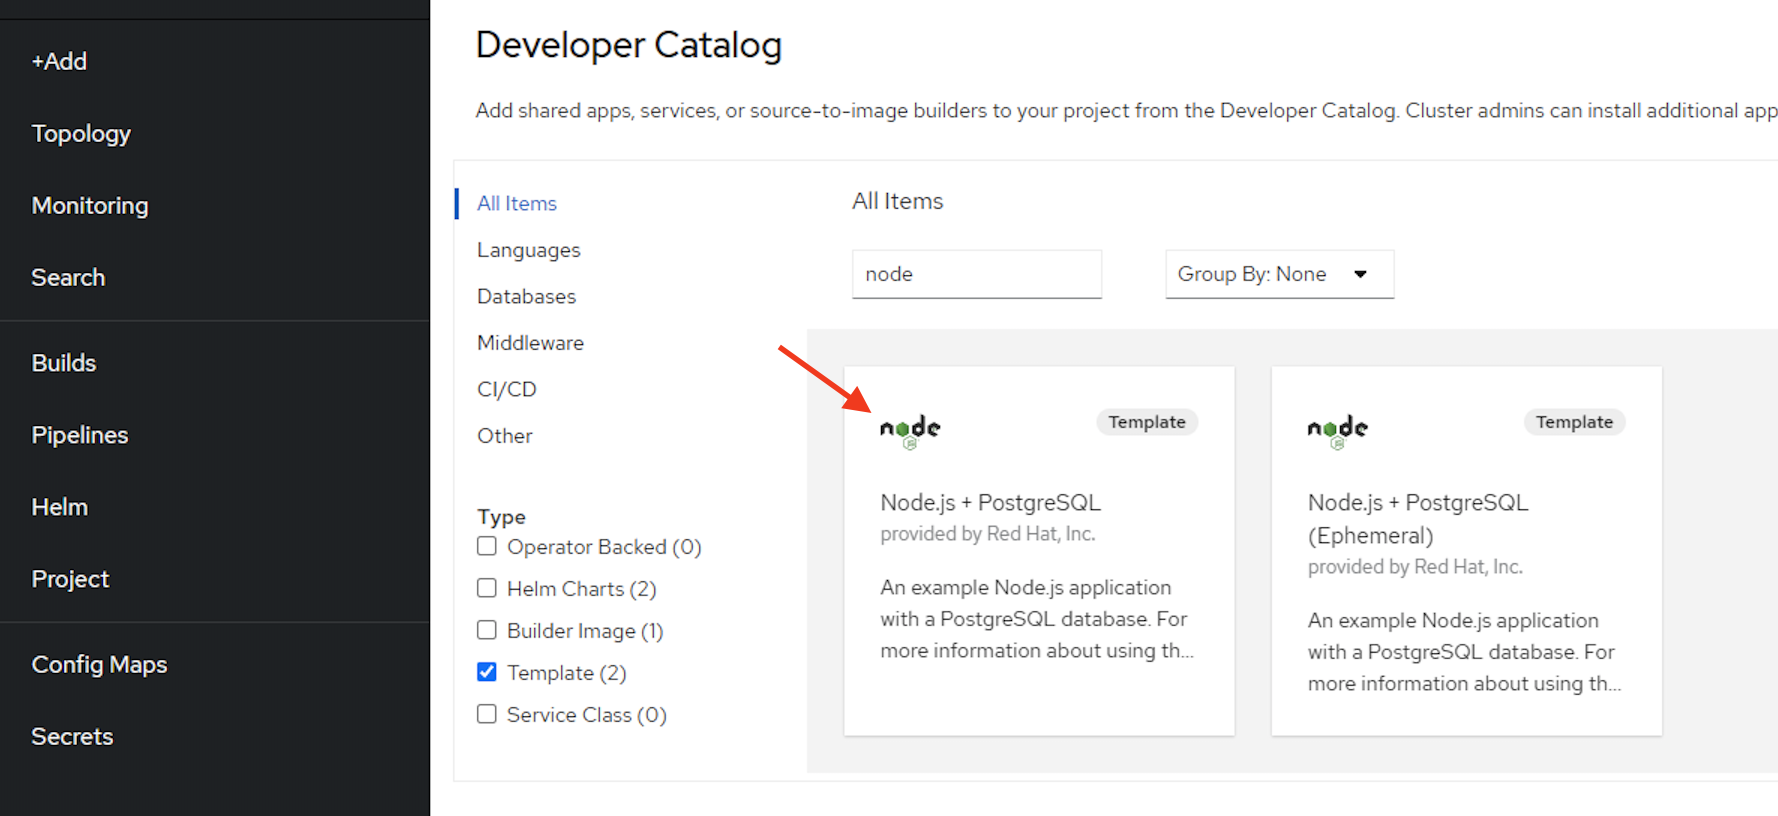 +Add
Topology
Monitoring
Search
Builds
Pipelines
Helm
Project
Config Maps
Secrets
Developer Catalog
Add shared apps, services, or source-to-image builders to your project from the Developer Catalog. Cluster admins can install additional app
All Items
Languages
Databases
Middleware
CI/CD
Other
Type
Operator Backed (0)
Helm Charts (2)
Builder Image (1)
Template (2)
Service Class (0)
All Items
node
Group By: None
node
Template
Node.js + PostgreSQL
provided by Red Hat, Inc.
An example Node.js application
with a PostgreSQL database. For
more information about using th...
node
Template
Node.js + PostgreSQL
(Ephemeral)
provided by Red Hat, Inc.
An example Node.js application
with a PostgreSQL database. For
more information about using th...